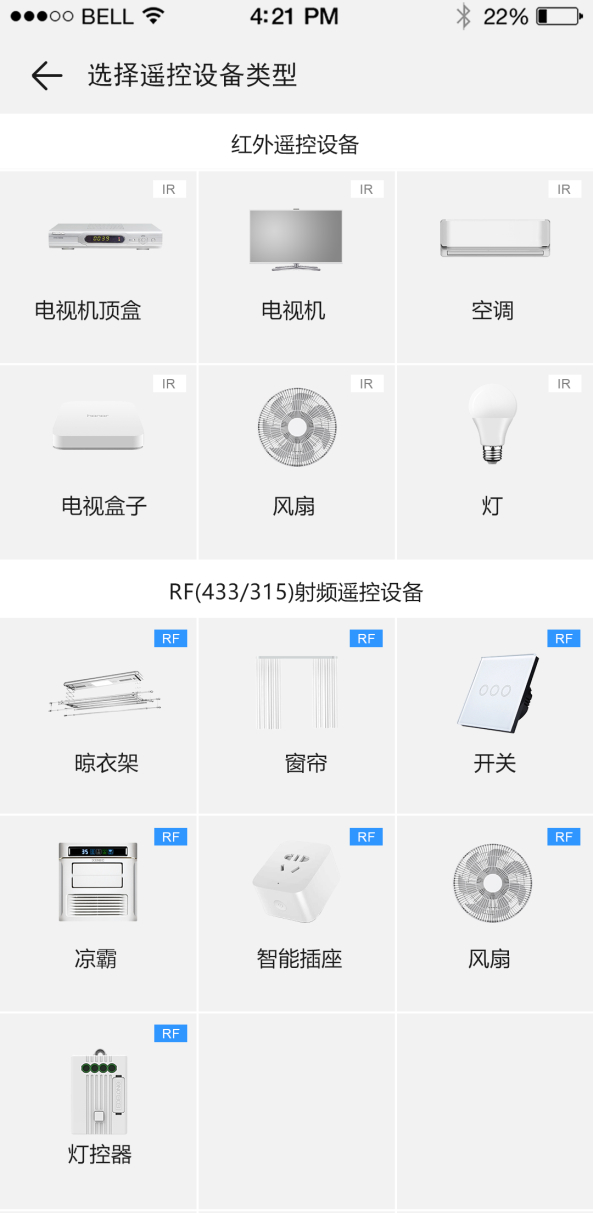 BELL 4:21 PM 22%
选择遥控设备类型
红外遥控设备
IR IR IR
电视机顶盒 电视机 空调
IR IR IR
电视盒子 风扇 灯
RF(433/315)射频遥控设备
RF RF RF
晾衣架 窗帘 开关
RF RF RF
35
凉霸 智能插座 风扇
RF
灯控器